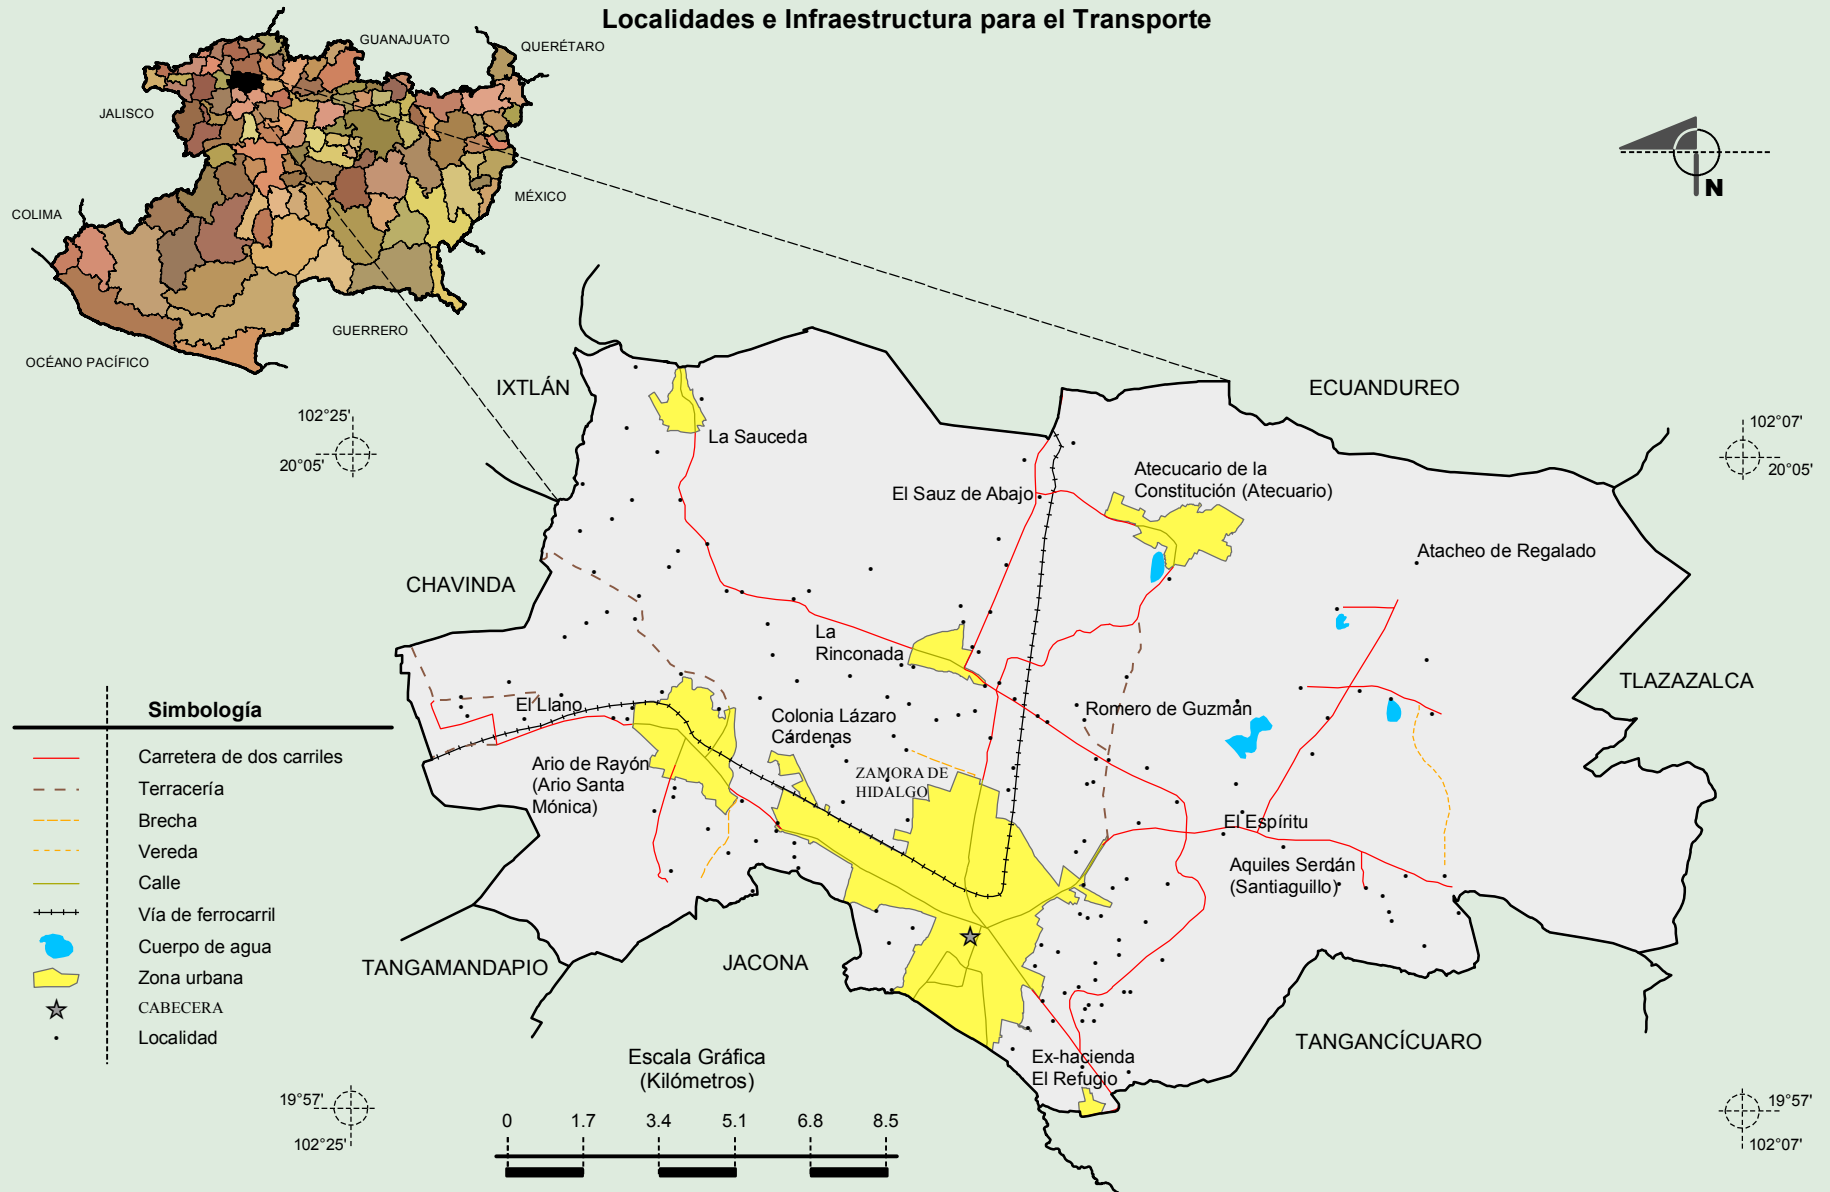 Localidades e Infraestructura para el Transporte
GUANAJUATO
QUERÉTARO
JALISCO
MÉXICO
COLIMA
GUERRERO
OCÉANO PACÍFICO
N
IXTLÁN
ECUANDUREO
102°25'
20°05'
102°07'
20°05'
La Sauceda
Atecucario de la
Constitución (Atecuario)
El Sauz de Abajo
Atacheo de Regalado
CHAVINDA
La
Rinconada
TLAZAZALCA
El Llano
Colonia Lázaro
Cárdenas
Romero de Guzmán
Ario de Rayón
(Ario Santa
Mónica)
ZAMORA DE
HIDALGO
El Espíritu
Aquiles Serdán
(Santiaguillo)
TANGAMANDAPIO
JACONA
TANGANCÍCUARO
Ex-hacienda
El Refugio
Simbología
Carretera de dos carriles
Terracería
Brecha
Vereda
Calle
Vía de ferrocarril
Cuerpo de agua
Zona urbana
CABECERA
Localidad
Escala Gráfica
(Kilómetros)
0 1.7 3.4 5.1 6.8 8.5
19°57'
102°25'
19°57'
102°07'